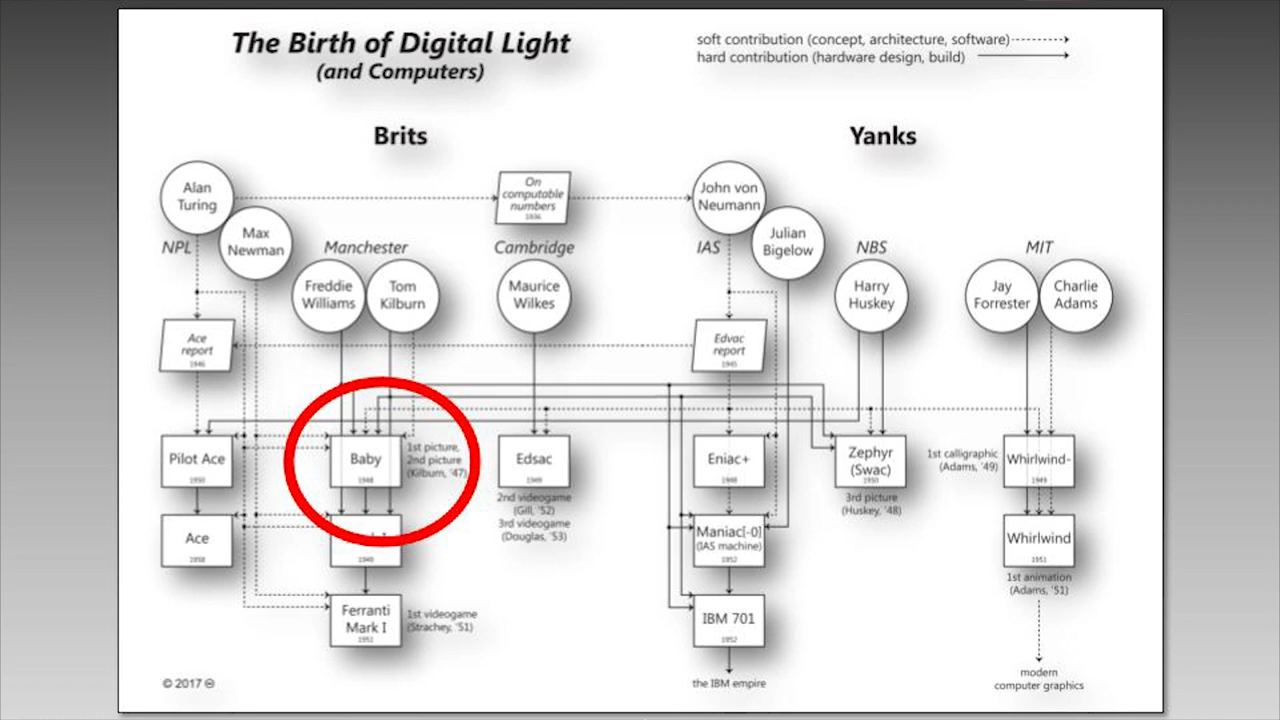 The Birth of Digital Light
(and Computers)
soft contribution (concept, architecture, software)
hard contribution (hardware design, build)
Brits
Yanks
Alan
Turing
On
computable
numbers
1936
John von
Neumann
Max
Newman
Julian
Bigelow
NPL
Manchester
Cambridge
IAS
NBS
MIT
Freddie
Williams
Tom
Kilburn
Maurice
Wilkes
Harry
Huskey
Jay
Forrester
Charlie
Adams
Ace
report
1946
Edvac
report
1945
Pilot Ace
1950
Baby
1948
1st picture,
2nd picture
(Kilburn, '47)
Edsac
1949
2nd videogame
(Gill, '52)
3rd videogame
(Douglas, '53)
Eniac+
1948
Zephyr
(Swac)
1950
3rd picture
(Huskey, '48)
1st calligraphic
(Adams, '49)
Whirlwind-
1949
Ace
1958
1949
Maniac[-0]
(IAS machine)
1952
Whirlwind
1951
1st animation
(Adams, '51)
Ferranti
Mark I
1951
1st videogame
(Strachey, '51)
IBM 701
1952
the IBM empire
modern
computer graphics
© 2017